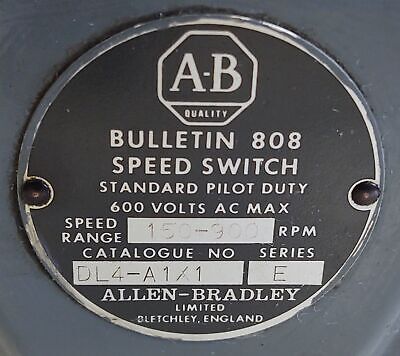 A-B
QUALITY
BULLETIN 808
SPEED SWITCH
STANDARD PILOT DUTY
600 VOLTS AC MAX
SPEED RANGE 150-900 RPM
CATALOGUE NO SERIES
DL4-A1X1 E
ALLEN-BRADLEY
LIMITED
BLETCHLEY, ENGLAND